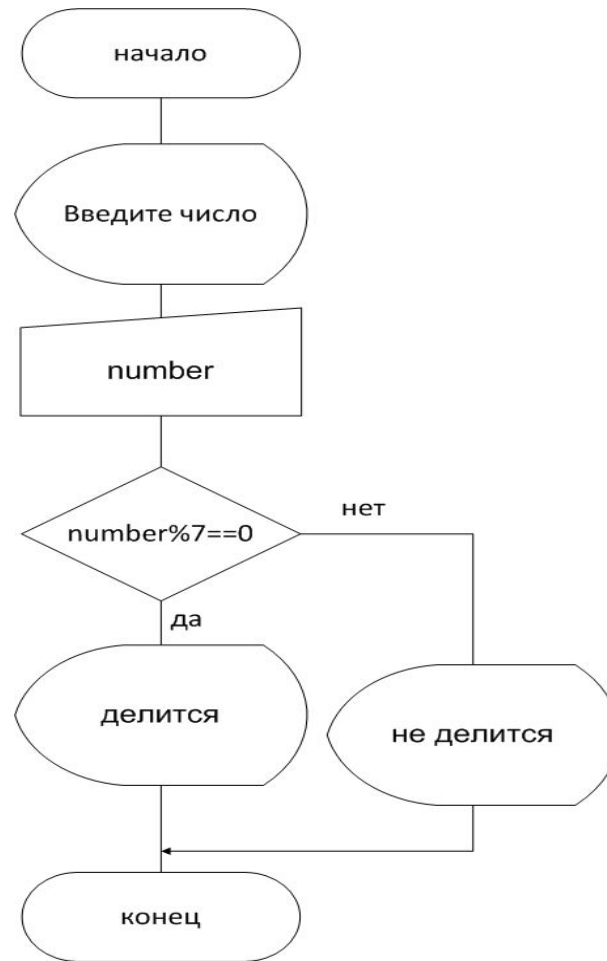 начало
Введите число
number
number%7==0
нет
да
делится
не делится
конец